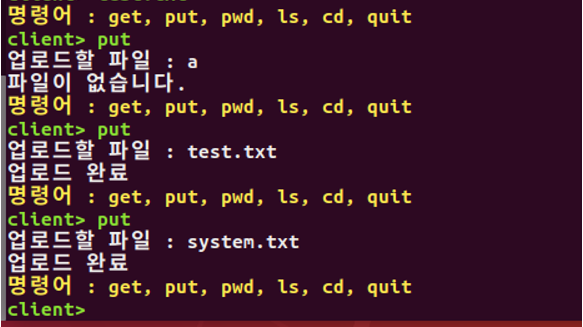 명령어 : get, put, pwd, ls, cd, quit
client> put
업로드할 파일 : a
파일이 없습니다.
명령어 : get, put, pwd, ls, cd, quit
client> put
업로드할 파일 : test.txt
업로드 완료
명령어 : get, put, pwd, ls, cd, quit
client> put
업로드할 파일 : system.txt
업로드 완료
명령어 : get, put, pwd, ls, cd, quit
client>